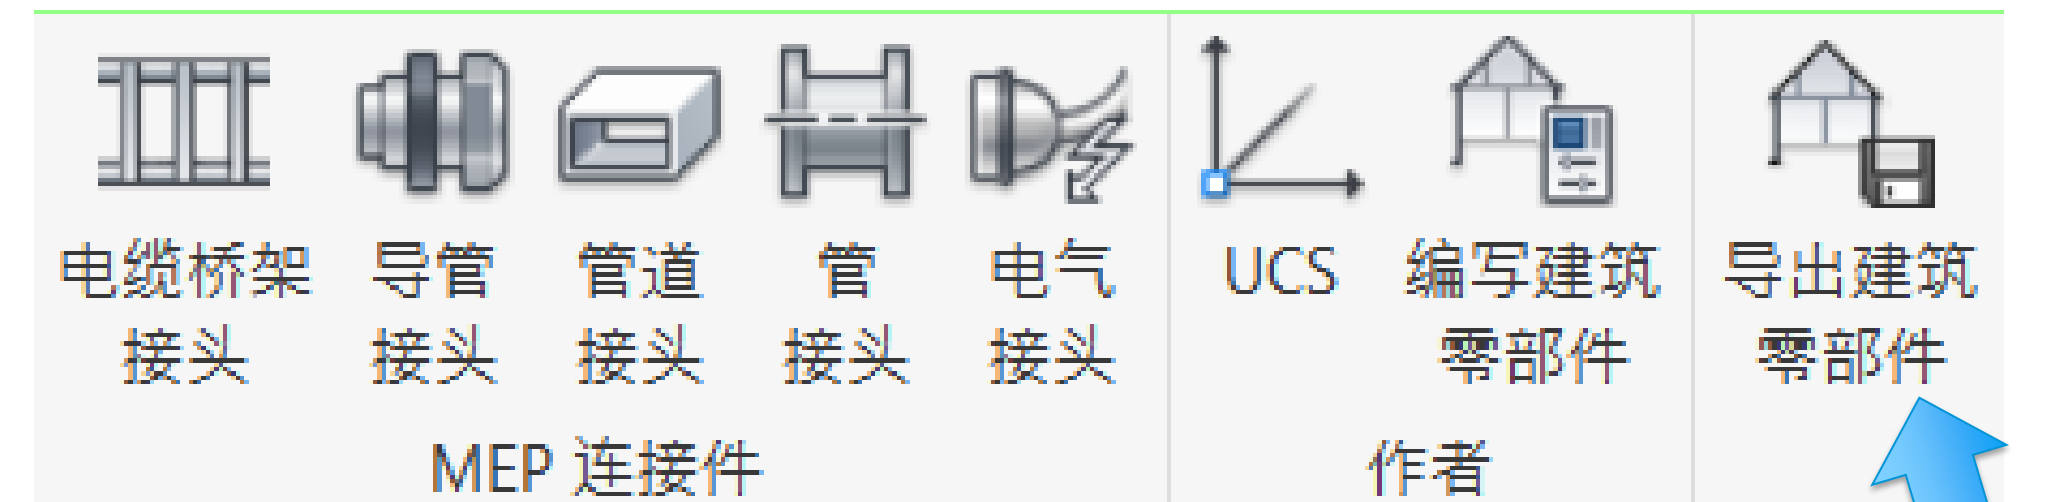 电缆桥架 导管 管道 管 电气 UCS 编写建筑 导出建筑
接头 接头 接头 接头 接头 零部件 零部件
MEP 连接件 作者